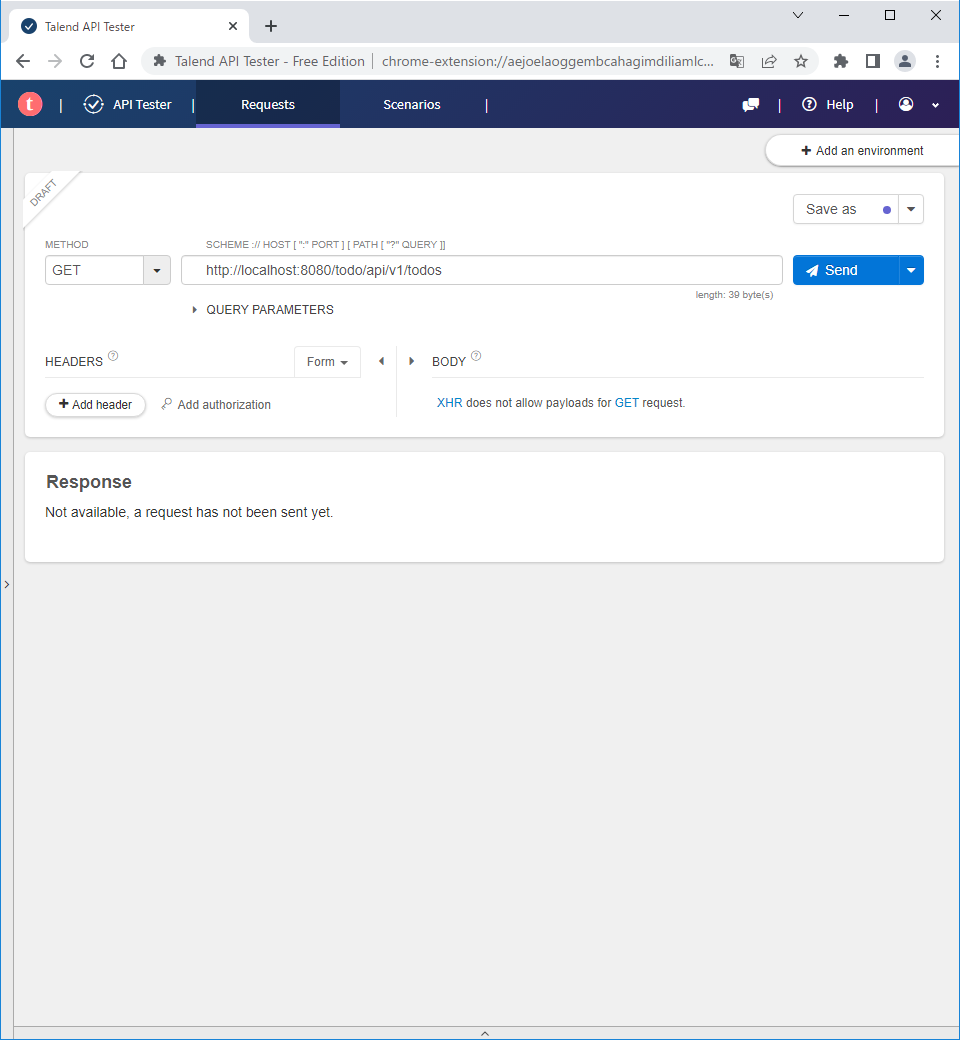 Talend API Tester
Talend API Tester - Free Edition | chrome-extension://aejoelaoggembcahagimdiliamlc...
t | API Tester | Requests Scenarios | | Help |
Add an environment
DRAFT
Save as
METHOD SCHEME :// HOST [ ":" PORT ] [ PATH [ "?" QUERY ]]
GET http://localhost:8080/todo/api/v1/todos Send
length: 39 byte(s)
QUERY PARAMETERS
HEADERS ? Form BODY ?
Add header Add authorization XHR does not allow payloads for GET request.
Response
Not available, a request has not been sent yet.